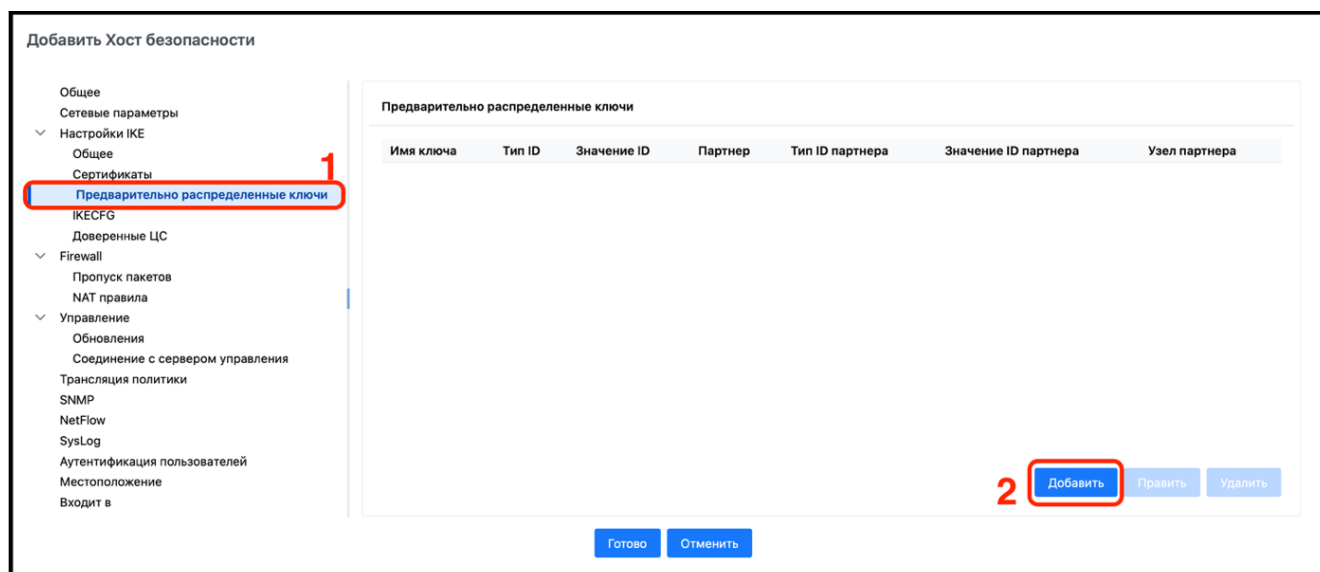 Добавить Хост безопасности
Общее
Сетевые параметры
Настройки IKE
Общее
Сертификаты
1
Предварительно распределенные ключи
IKECFG
Доверенные ЦС
Firewall
Пропуск пакетов
NAT правила
Управление
Обновления
Соединение с сервером управления
Трансляция политики
SNMP
NetFlow
SysLog
Аутентификация пользователей
Местоположение
Входит в
Предварительно распределенные ключи
Имя ключа Тип ID Значение ID Партнер Тип ID партнера Значение ID партнера Узел партнера
2 Добавить Править Удалить
Готово Отменить